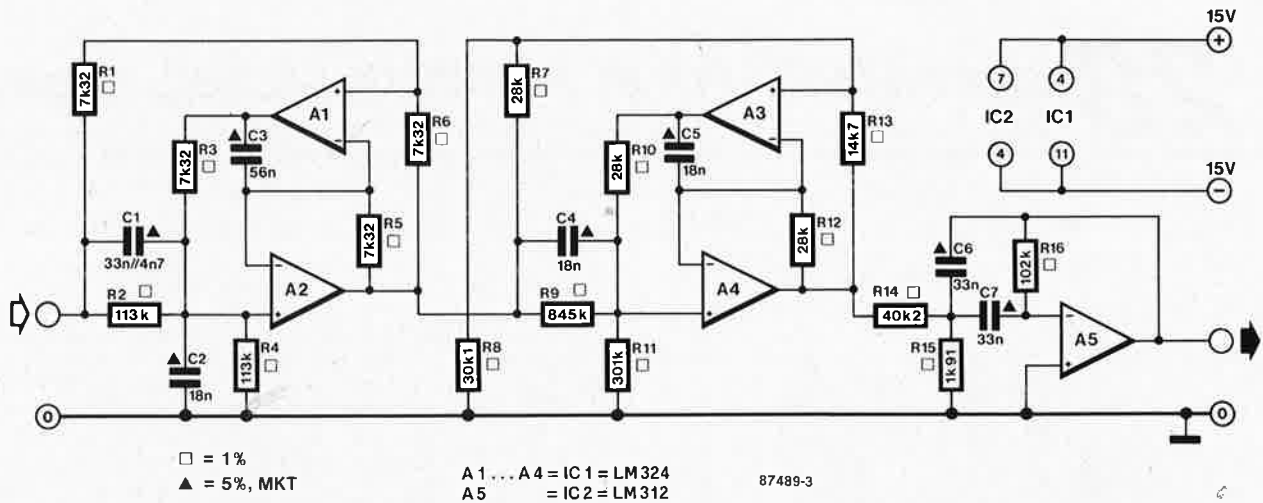 15V
+
R1 □
7k32
R7 □
28k
7 4
IC2 IC1
4 11
15V
−
A1
+
−
▲ C3
56n
R3 □
7k32
R6 □
7k32
A3
+
−
▲ C5
18n
R10 □
28k
R13 □
14k7
C1 ▲
33n//4n7
R5 □
7k32
C4 ▲
18n
R12 □
28k
▲ C6
33n
R16 □
102k
R2 □
113k
A2
−
+
R9 □
845k
A4
−
+
R14 □
40k2
C7 ▲
33n
A5
−
+
▲ C2
18n
R4 □
113k
R8 □
30k1
R11 □
301k
R15 □
1k91
0
0
□ = 1%
▲ = 5%, MKT
A1 ... A4 = IC1 = LM324
A5 = IC2 = LM312
87489-3